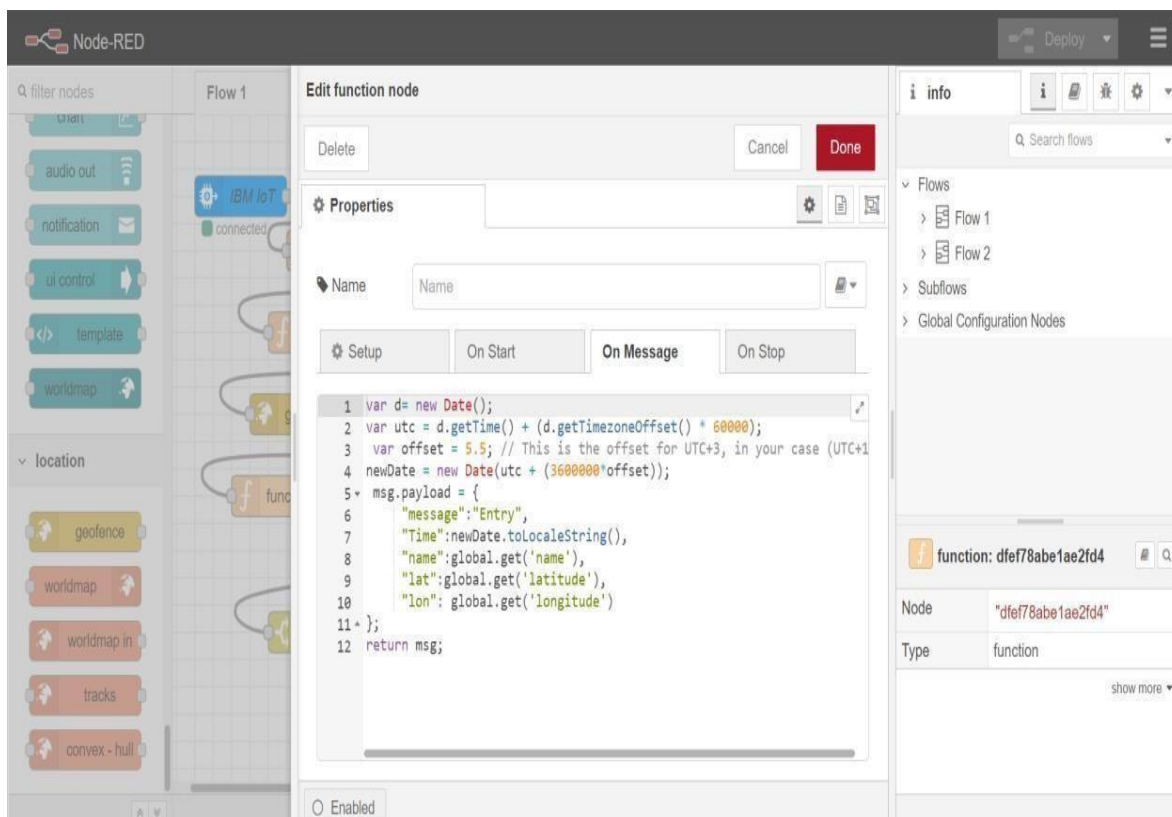 Node-RED
Deploy
filter nodes
Flow 1
Edit function node
info
i
chart
Delete
Cancel
Done
Search flows
audio out
IBM IoT
connected
Properties
Flows
Flow 1
Flow 2
notification
ui control
Name
Name
Subflows
Global Configuration Nodes
template
Setup
On Start
On Message
On Stop
worldmap
1 var d= new Date();
2 var utc = d.getTime() + (d.getTimezoneOffset() * 60000);
3 var offset = 5.5; // This is the offset for UTC+3, in your case (UTC+1
4 newDate = new Date(utc + (3600000*offset));
5 msg.payload = {
6 "message":"Entry",
7 "Time":newDate.toLocaleString(),
8 "name":global.get('name'),
9 "lat":global.get('latitude'),
10 "lon": global.get('longitude')
11 };
12 return msg;
location
func
geofence
worldmap
worldmap in
tracks
convex - hull
function: dfef78abe1ae2fd4
Node
"dfef78abe1ae2fd4"
Type
function
show more
Enabled